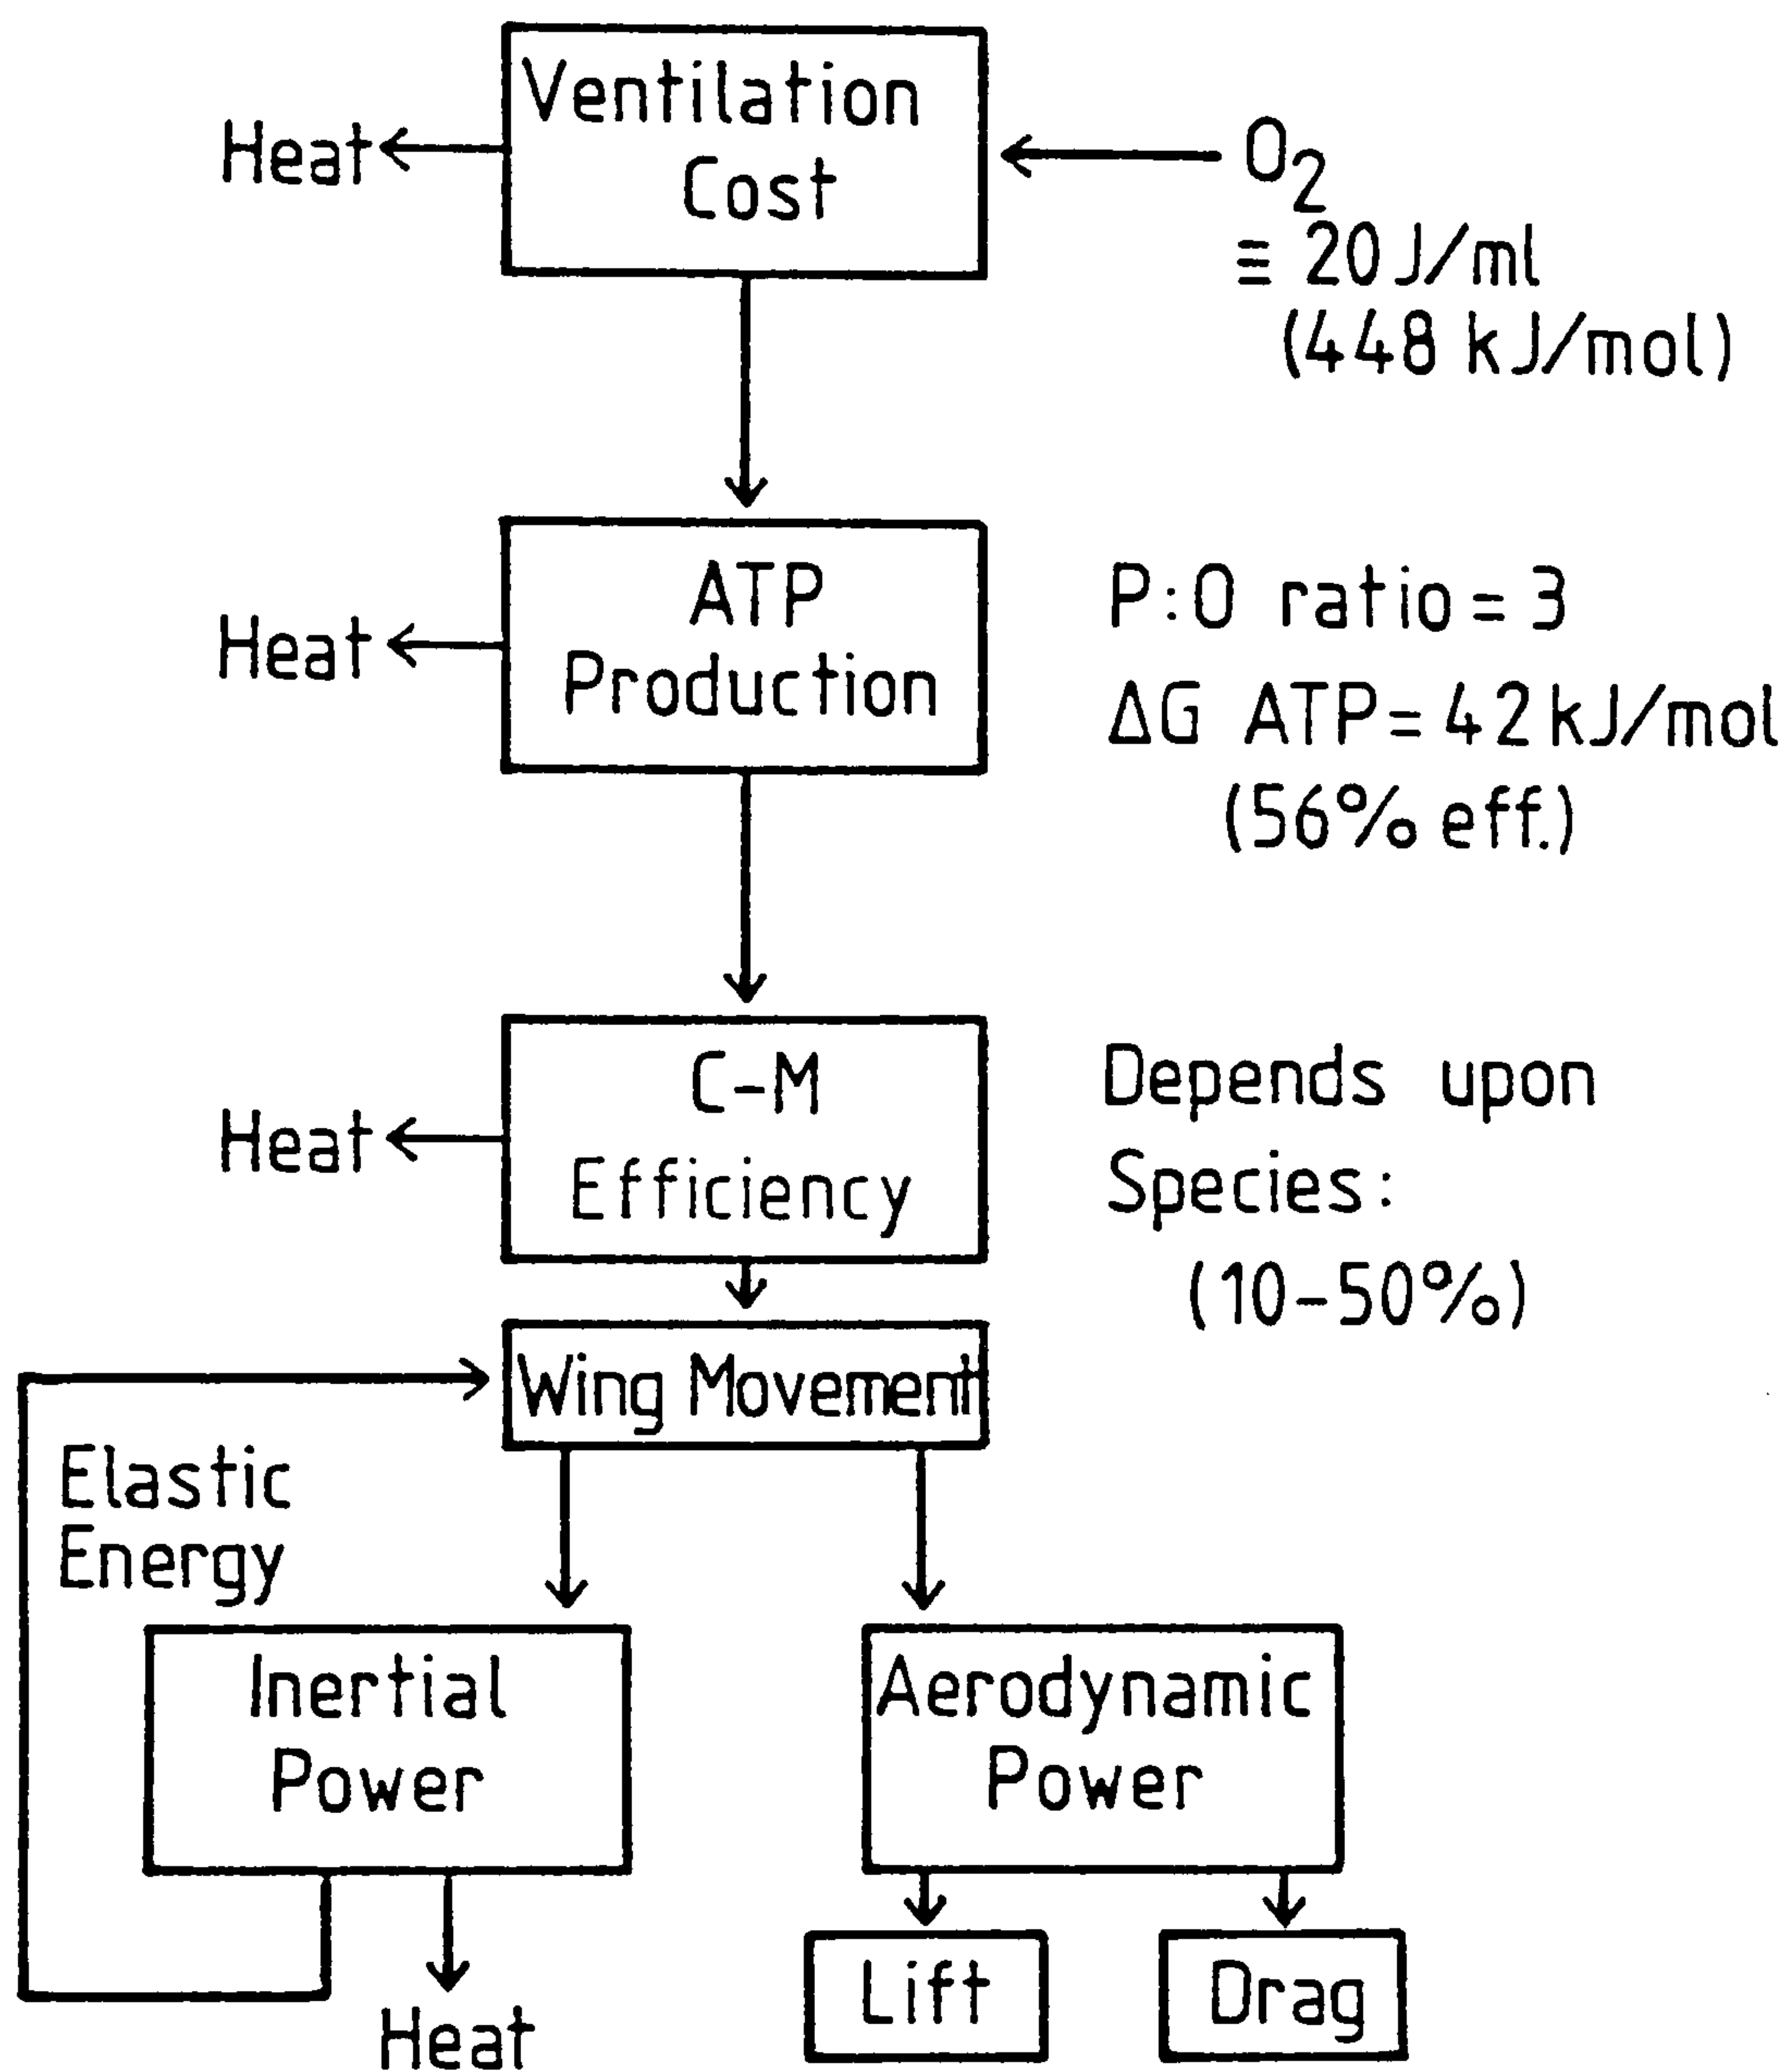 Ventilation
Cost
Heat
O₂
≡ 20 J/ml
(448 kJ/mol)
ATP
Production
Heat
P:O ratio = 3
ΔG ATP = 42 kJ/mol
(56% eff.)
C-M
Efficiency
Heat
Depends upon
Species:
(10-50%)
Wing Movement
Elastic
Energy
Inertial
Power
Aerodynamic
Power
Heat
Lift
Drag